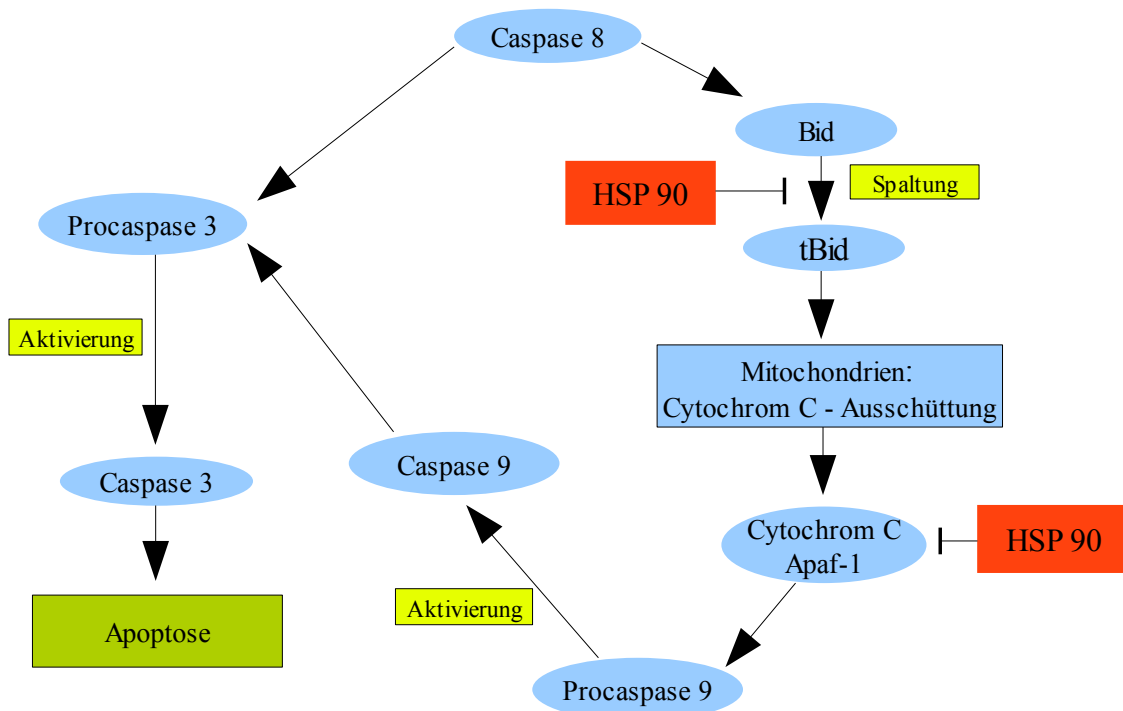 Caspase 8
Bid
HSP 90
Spaltung
Procaspase 3
tBid
Aktivierung
Mitochondrien:
Cytochrom C - Ausschüttung
Caspase 9
Caspase 3
Cytochrom C
Apaf-1
HSP 90
Aktivierung
Apoptose
Procaspase 9